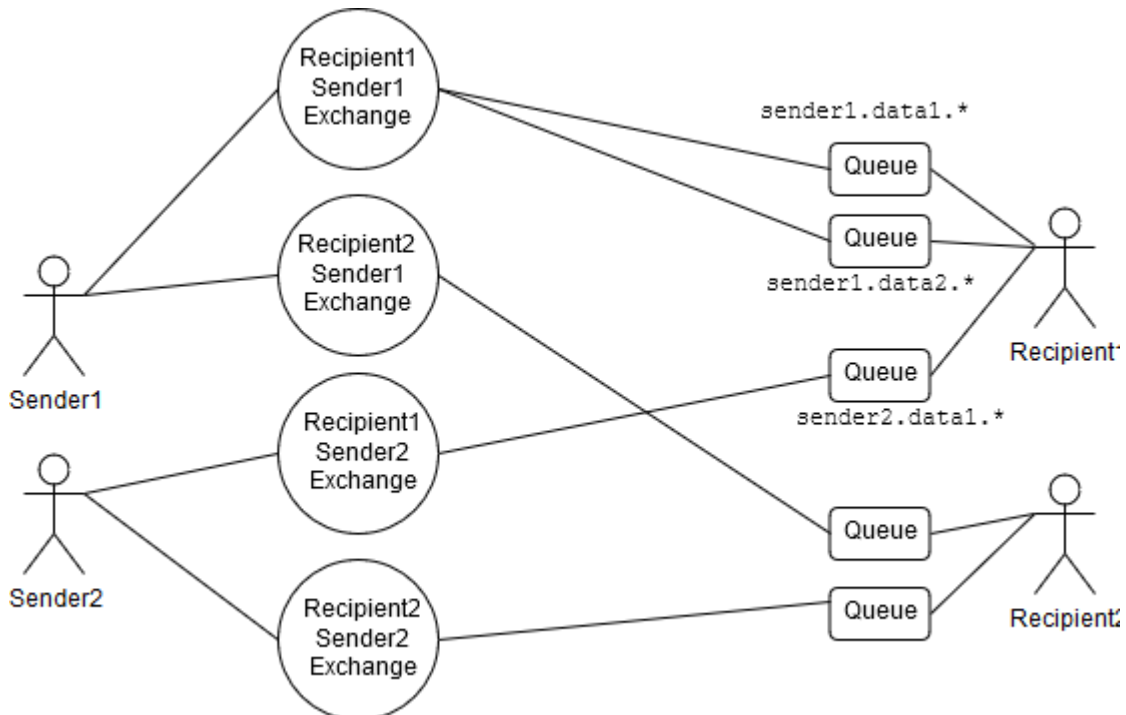 Recipient1
Sender1
Exchange
sender1.data1.*
Queue
Recipient2
Sender1
Exchange
Queue
sender1.data2.*
Recipient1
Sender1
Queue
sender2.data1.*
Recipient1
Sender2
Exchange
Sender2
Queue
Recipient2
Sender2
Exchange
Queue
Recipient2